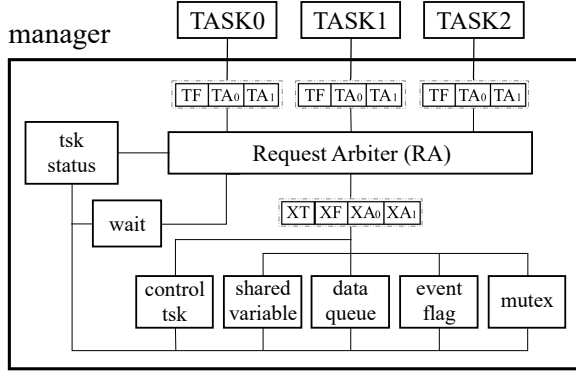 TASK0 TASK1 TASK2
manager
TF TA0 TA1 TF TA0 TA1 TF TA0 TA1
tsk
status
Request Arbiter (RA)
XT XF XA0 XA1
wait
control
tsk
shared
variable
data
queue
event
flag
mutex